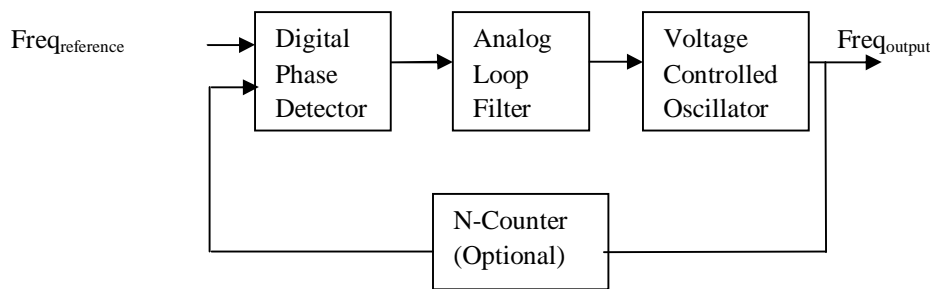 Freqreference
Digital
Phase
Detector
Analog
Loop
Filter
Voltage
Controlled
Oscillator
Freqoutput
N-Counter
(Optional)